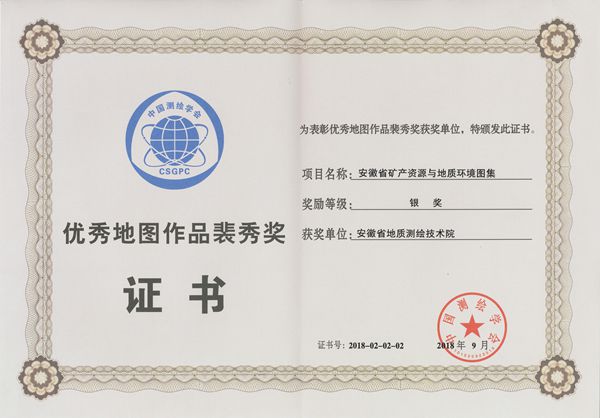 中国测绘学会
CSGPC
优秀地图作品裴秀奖
证书
为表彰优秀地图作品裴秀奖获奖单位，特颁发此证书。
项目名称：安徽省矿产资源与地质环境图集
奖励等级：银奖
获奖单位：安徽省地质测绘技术院
证书号：2018-02-02-02
2018年9月
中国测绘学会